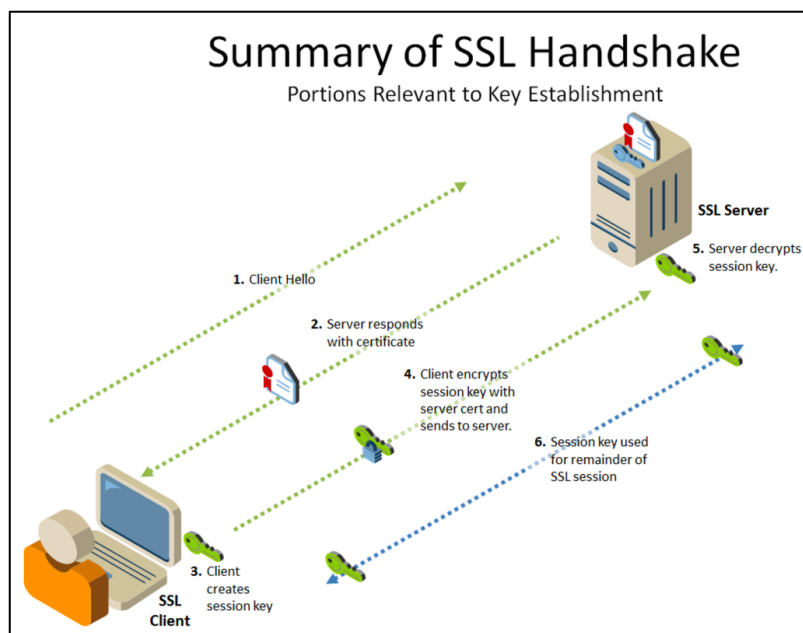 Summary of SSL Handshake
Portions Relevant to Key Establishment
SSL Server
5. Server decrypts
session key.
1. Client Hello
2. Server responds
with certificate
4. Client encrypts
session key with
server cert and
sends to server.
6. Session key used
for remainder of
SSL session
3. Client
creates
session key
SSL
Client